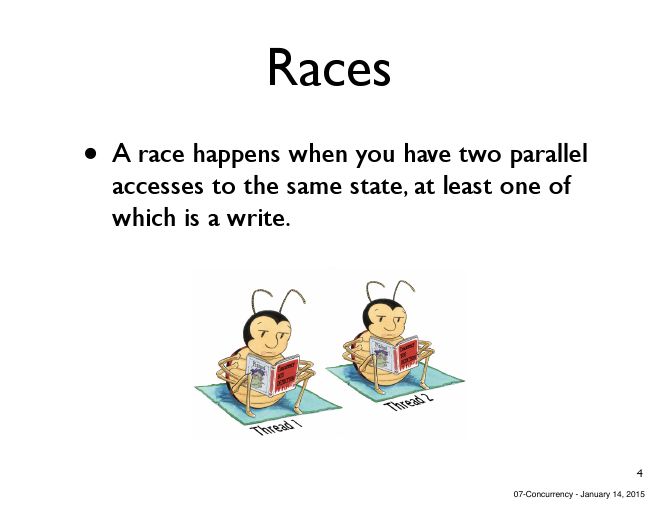 Races
• A race happens when you have two parallel
accesses to the same state, at least one of
which is a write.
Thread 1
Thread 2
4
07-Concurrency - January 14, 2015